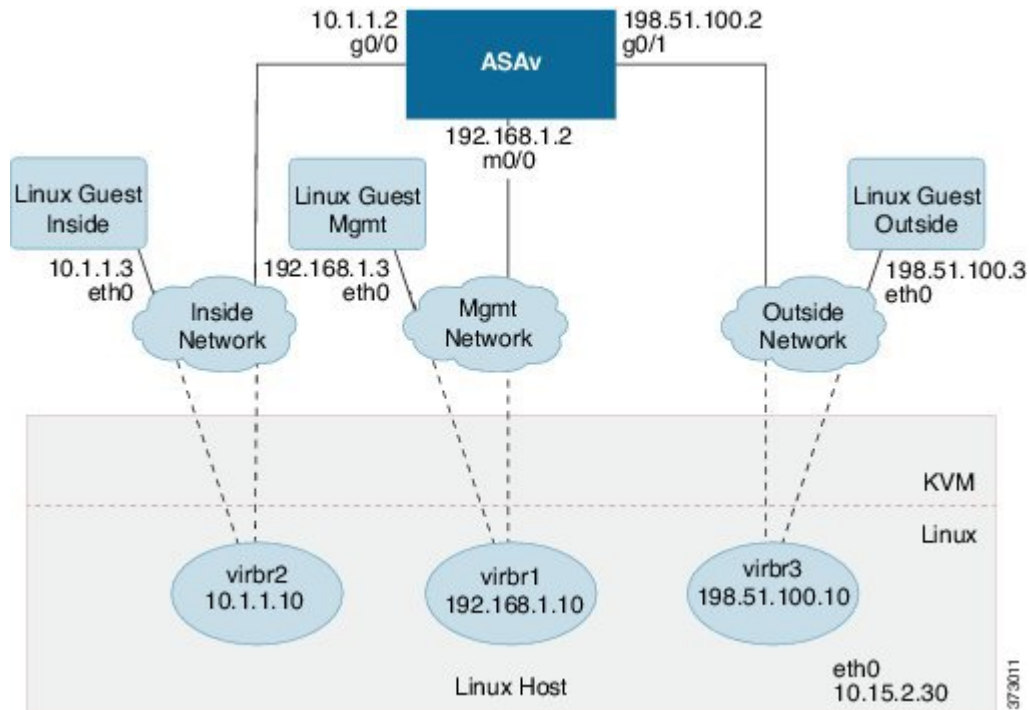 10.1.1.2
g0/0
ASAv
198.51.100.2
g0/1
192.168.1.2
m0/0
Linux Guest
Inside
Linux Guest
Mgmt
Linux Guest
Outside
10.1.1.3
eth0
192.168.1.3
eth0
198.51.100.3
eth0
Inside
Network
Mgmt
Network
Outside
Network
KVM
Linux
virbr2
10.1.1.10
virbr1
192.168.1.10
virbr3
198.51.100.10
Linux Host
eth0
10.15.2.30
373011